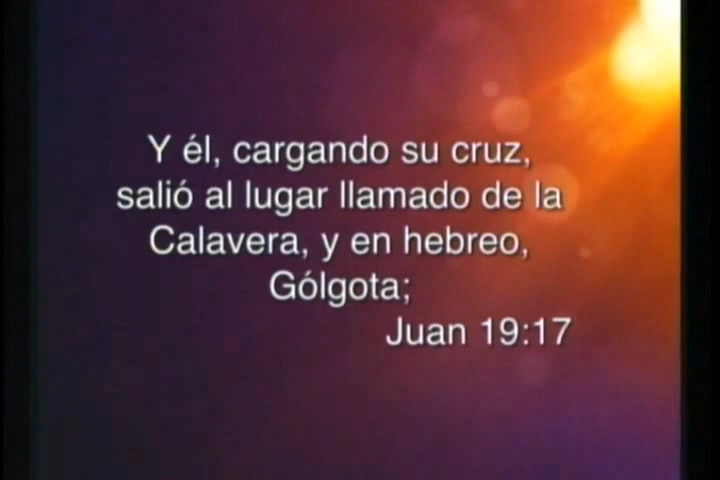 Y él, cargando su cruz,
salió al lugar llamado de la
Calavera, y en hebreo,
Gólgota;
Juan 19:17